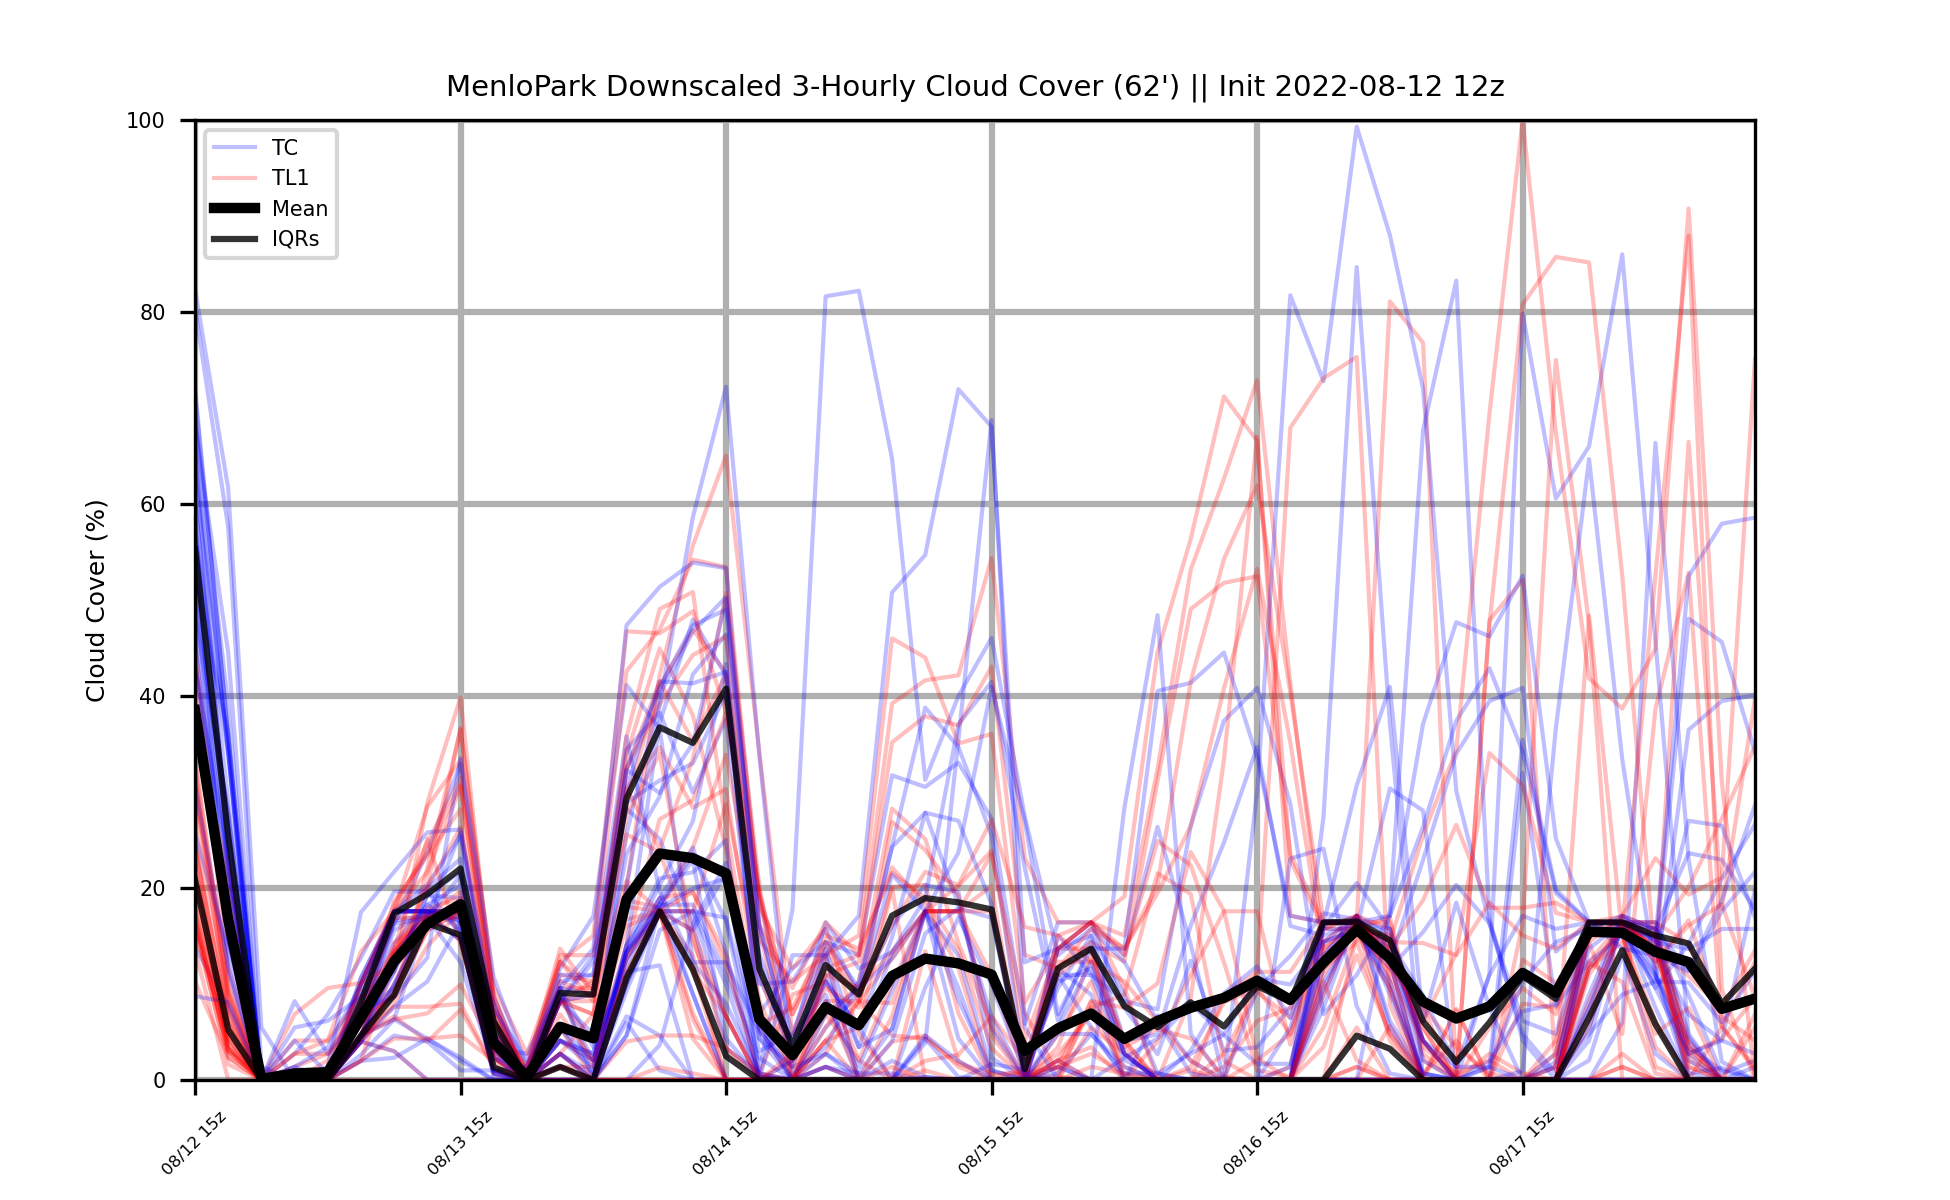 MenloPark Downscaled 3-Hourly Cloud Cover (62') || Init 2022-08-12 12z
100
80
60
40
20
0
Cloud Cover (%)
TC
TL1
Mean
IQRs
08/12 15z
08/13 15z
08/14 15z
08/15 15z
08/16 15z
08/17 15z